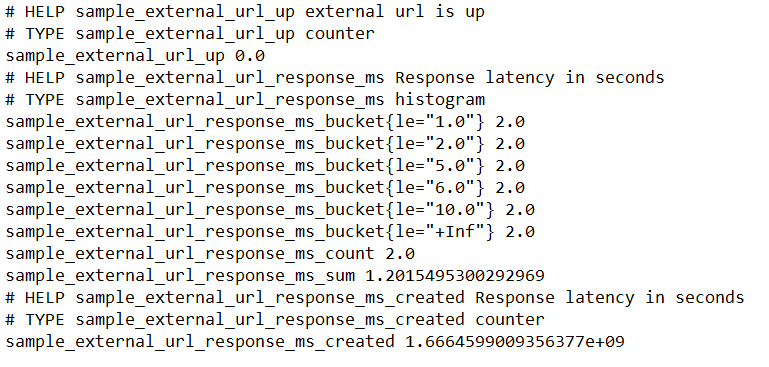 # HELP sample_external_url_up external url is up
# TYPE sample_external_url_up counter
sample_external_url_up 0.0
# HELP sample_external_url_response_ms Response latency in seconds
# TYPE sample_external_url_response_ms histogram
sample_external_url_response_ms_bucket{le="1.0"} 2.0
sample_external_url_response_ms_bucket{le="2.0"} 2.0
sample_external_url_response_ms_bucket{le="5.0"} 2.0
sample_external_url_response_ms_bucket{le="6.0"} 2.0
sample_external_url_response_ms_bucket{le="10.0"} 2.0
sample_external_url_response_ms_bucket{le="+Inf"} 2.0
sample_external_url_response_ms_count 2.0
sample_external_url_response_ms_sum 1.2015495300292969
# HELP sample_external_url_response_ms_created Response latency in seconds
# TYPE sample_external_url_response_ms_created counter
sample_external_url_response_ms_created 1.6664599009356377e+09